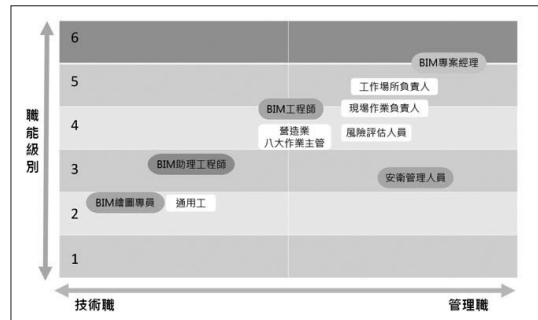 6
BIM專案經理
5
工作場所負責人
BIM工程師
現場作業負責人
4
營造業
八大作業主管
風險評估人員
職能級別
BIM助理工程師
3
安衛管理人員
BIM繪圖專員
通用工
2
1
技術職
管理職